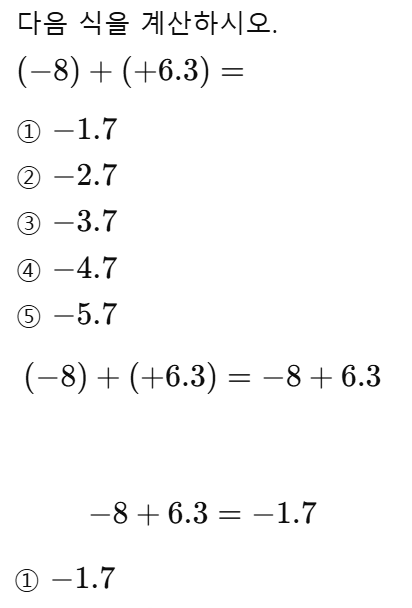 다음 식을 계산하시오.
(−8) + (+6.3) =
① −1.7
② −2.7
③ −3.7
④ −4.7
⑤ −5.7
(−8) + (+6.3) = −8 + 6.3
−8 + 6.3 = −1.7
① −1.7